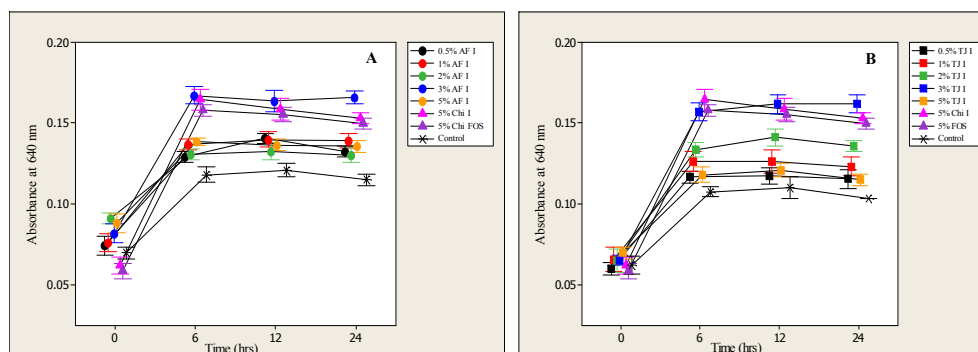 A
0.20
0.15
0.10
0.05
Absorbance at 640 nm
0
6
12
24
Time (hrs)
0.5% AF I
1% AF I
2% AF I
3% AF I
5% AF I
5% Chi I
5% Chi FOS
Control
B
0.20
0.15
0.10
0.05
Absorbance at 640 nm
0
6
12
24
Time (hrs)
0.5% TJ I
1% TJ I
2% TJ I
3% TJ I
5% TJ I
5% Chi I
5% FOS
Control